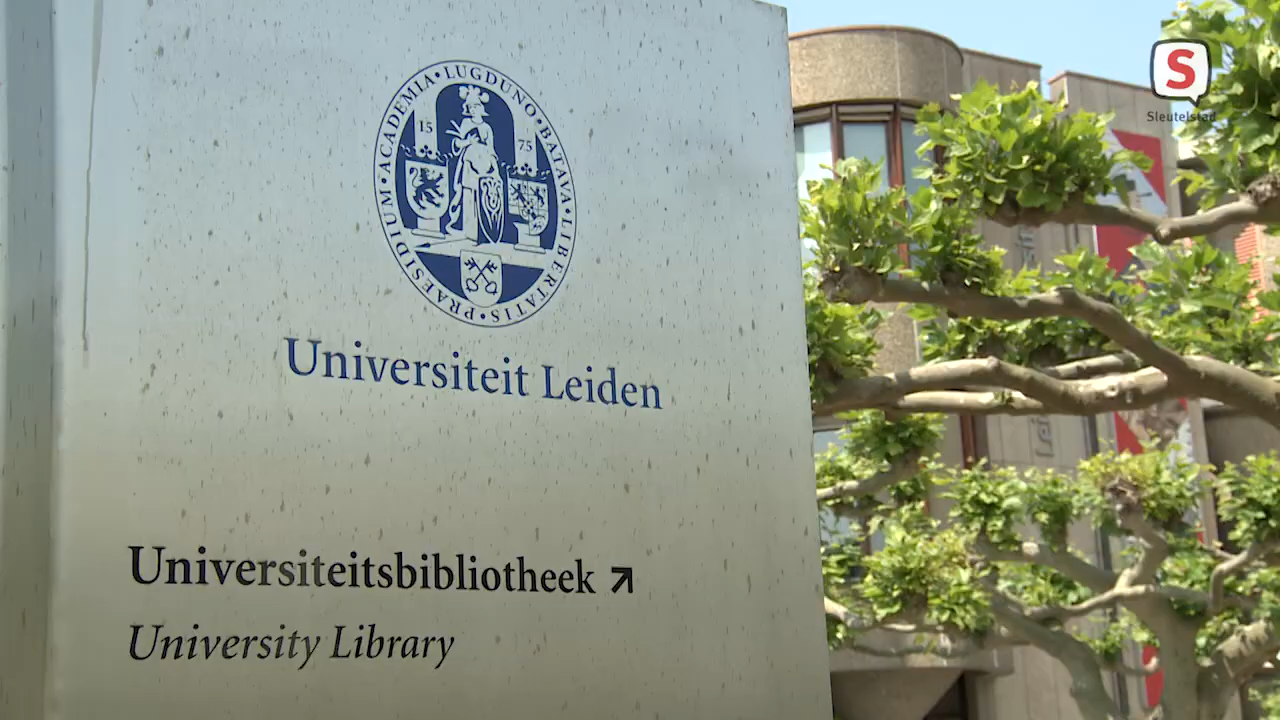 ACADEMIA·LUGDUNO·BATAVA·LIBERTATIS·PRAESIDIUM·
15 75
Universiteit Leiden
Universiteitsbibliotheek ↗
University Library
S
Sleutelstad